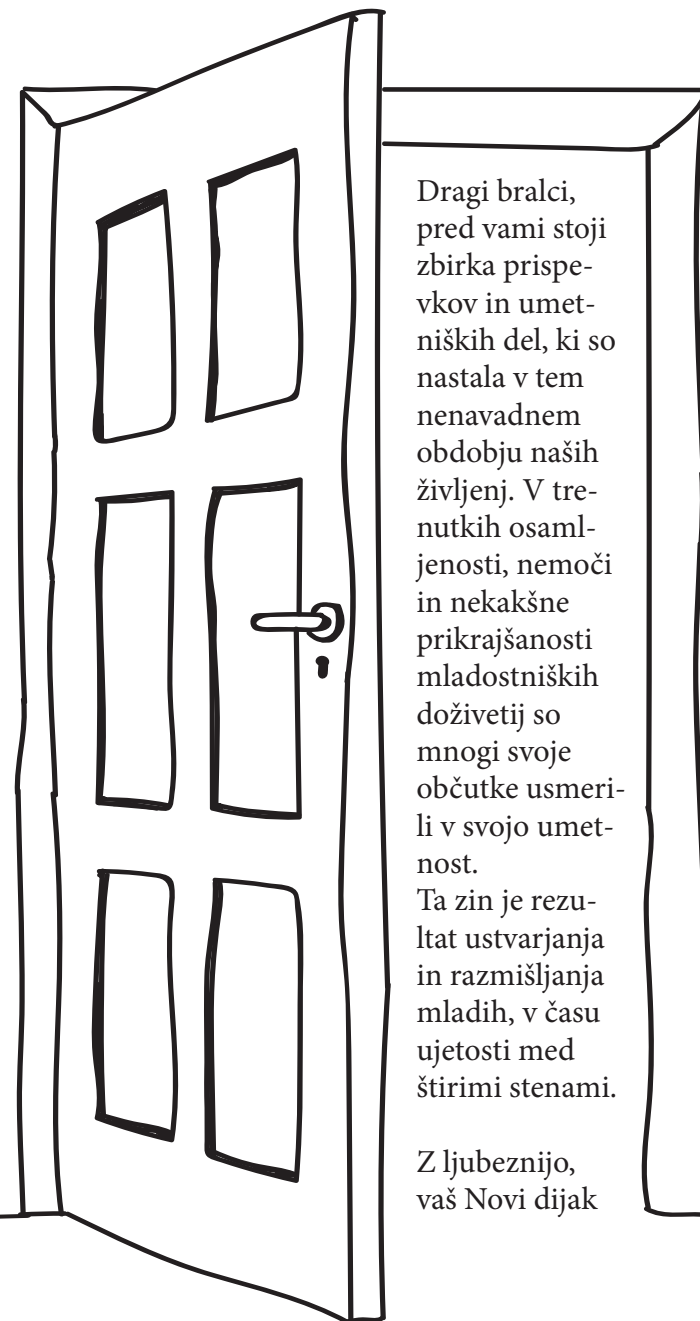 Dragi bralci,
pred vami stoji
zbirka prispe-
vkov in umet-
niških del, ki so
nastala v tem
nenavadnem
obdobju naših
življenj. V tre-
nutkih osaml-
jenosti, nemoči
in nekakšne
prikrajšanosti
mladostniških
doživetij so
mnogi svoje
občutke usmeri-
li v svojo umet-
nost.
Ta zin je rezu-
ltat ustvarjanja
in razmišljanja
mladih, v času
ujetosti med
štirimi stenami.
Z ljubeznijo,
vaš Novi dijak